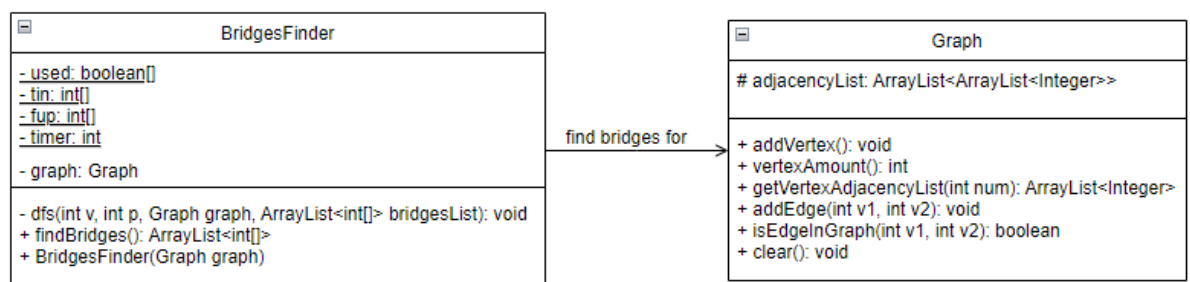 BridgesFinder
- used: boolean[]
- tin: int[]
- fup: int[]
- timer: int
- graph: Graph
- dfs(int v, int p, Graph graph, ArrayList<int[]> bridgesList): void
+ findBridges(): ArrayList<int[]>
+ BridgesFinder(Graph graph)
find bridges for
Graph
# adjacencyList: ArrayList<ArrayList<Integer>>
+ addVertex(): void
+ vertexAmount(): int
+ getVertexAdjacencyList(int num): ArrayList<Integer>
+ addEdge(int v1, int v2): void
+ isEdgeInGraph(int v1, int v2): boolean
+ clear(): void